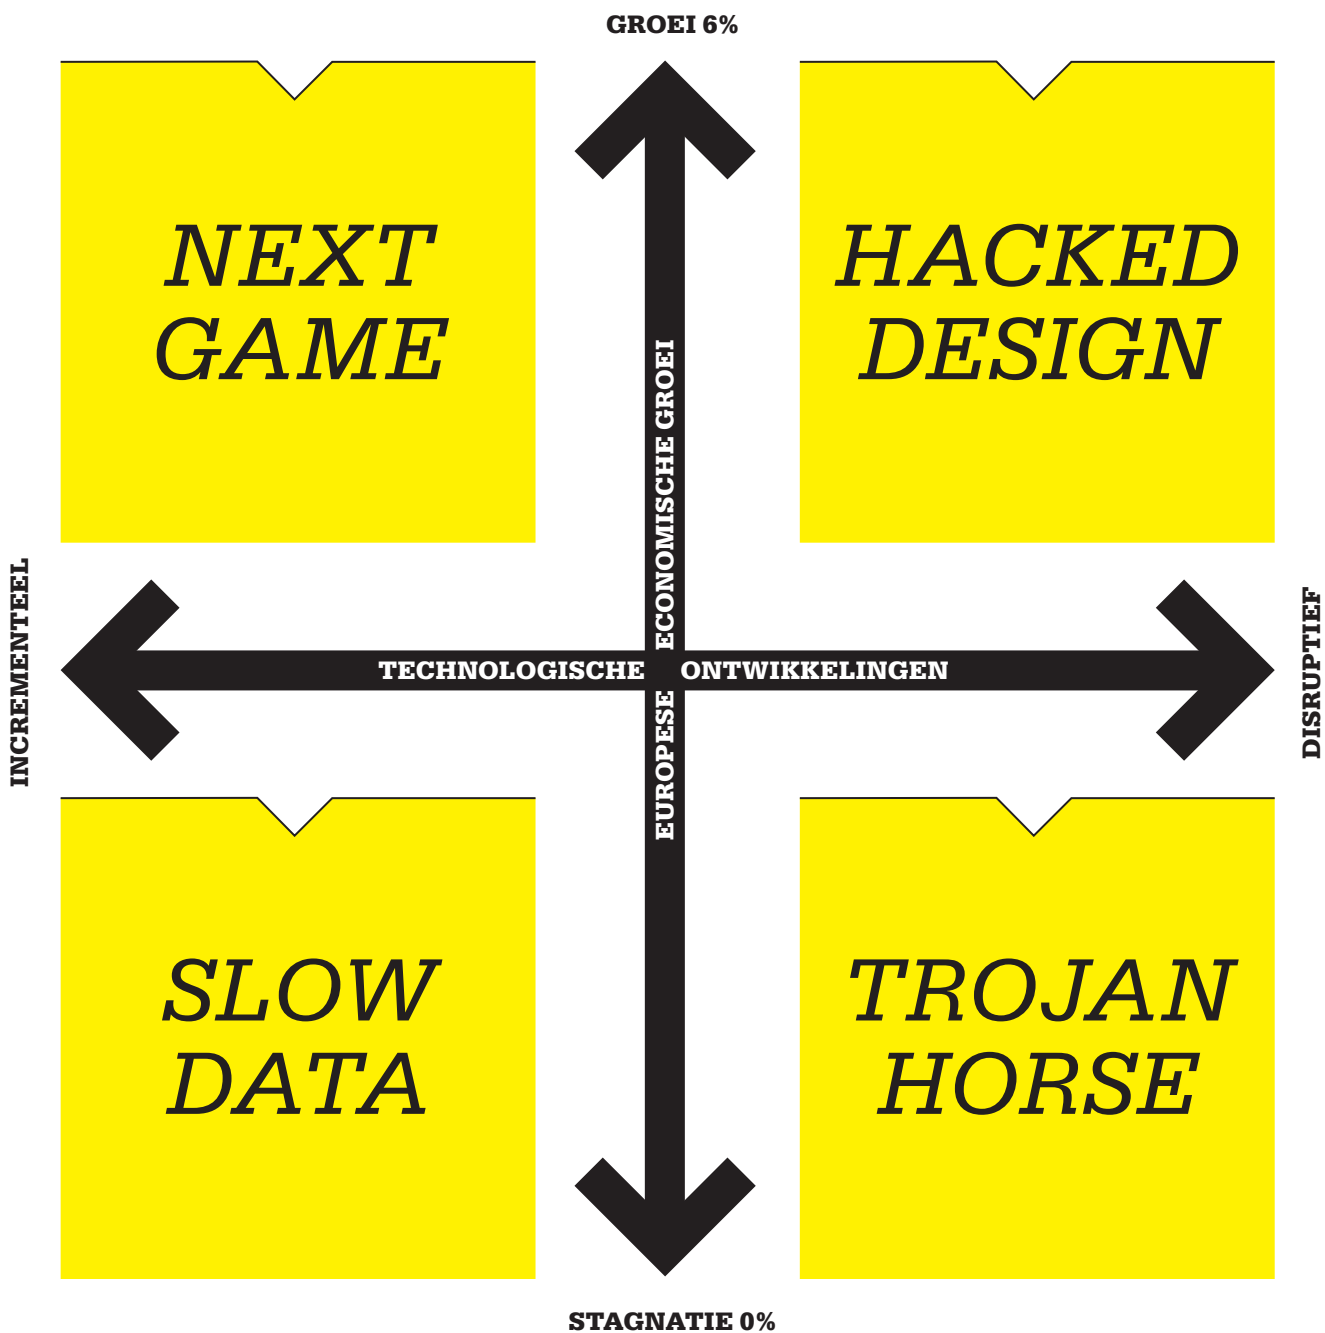 GROEI 6%
NEXT
GAME
HACKED
DESIGN
EUROPESE ECONOMISCHE GROEI
INCREMENTEEL
TECHNOLOGISCHE ONTWIKKELINGEN
DISRUPTIEF
SLOW
DATA
TROJAN
HORSE
STAGNATIE 0%